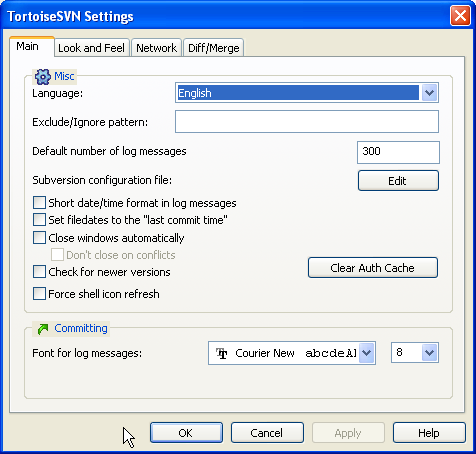 TortoiseSVN Settings
Main Look and Feel Network Diff/Merge
Misc
Language: English
Exclude/Ignore pattern:
Default number of log messages 300
Subversion configuration file: Edit
Short date/time format in log messages
Set filedates to the "last commit time"
Close windows automatically
Don't close on conflicts
Check for newer versions Clear Auth Cache
Force shell icon refresh
Committing
Font for log messages: Courier New abcdeA 8
OK Cancel Apply Help